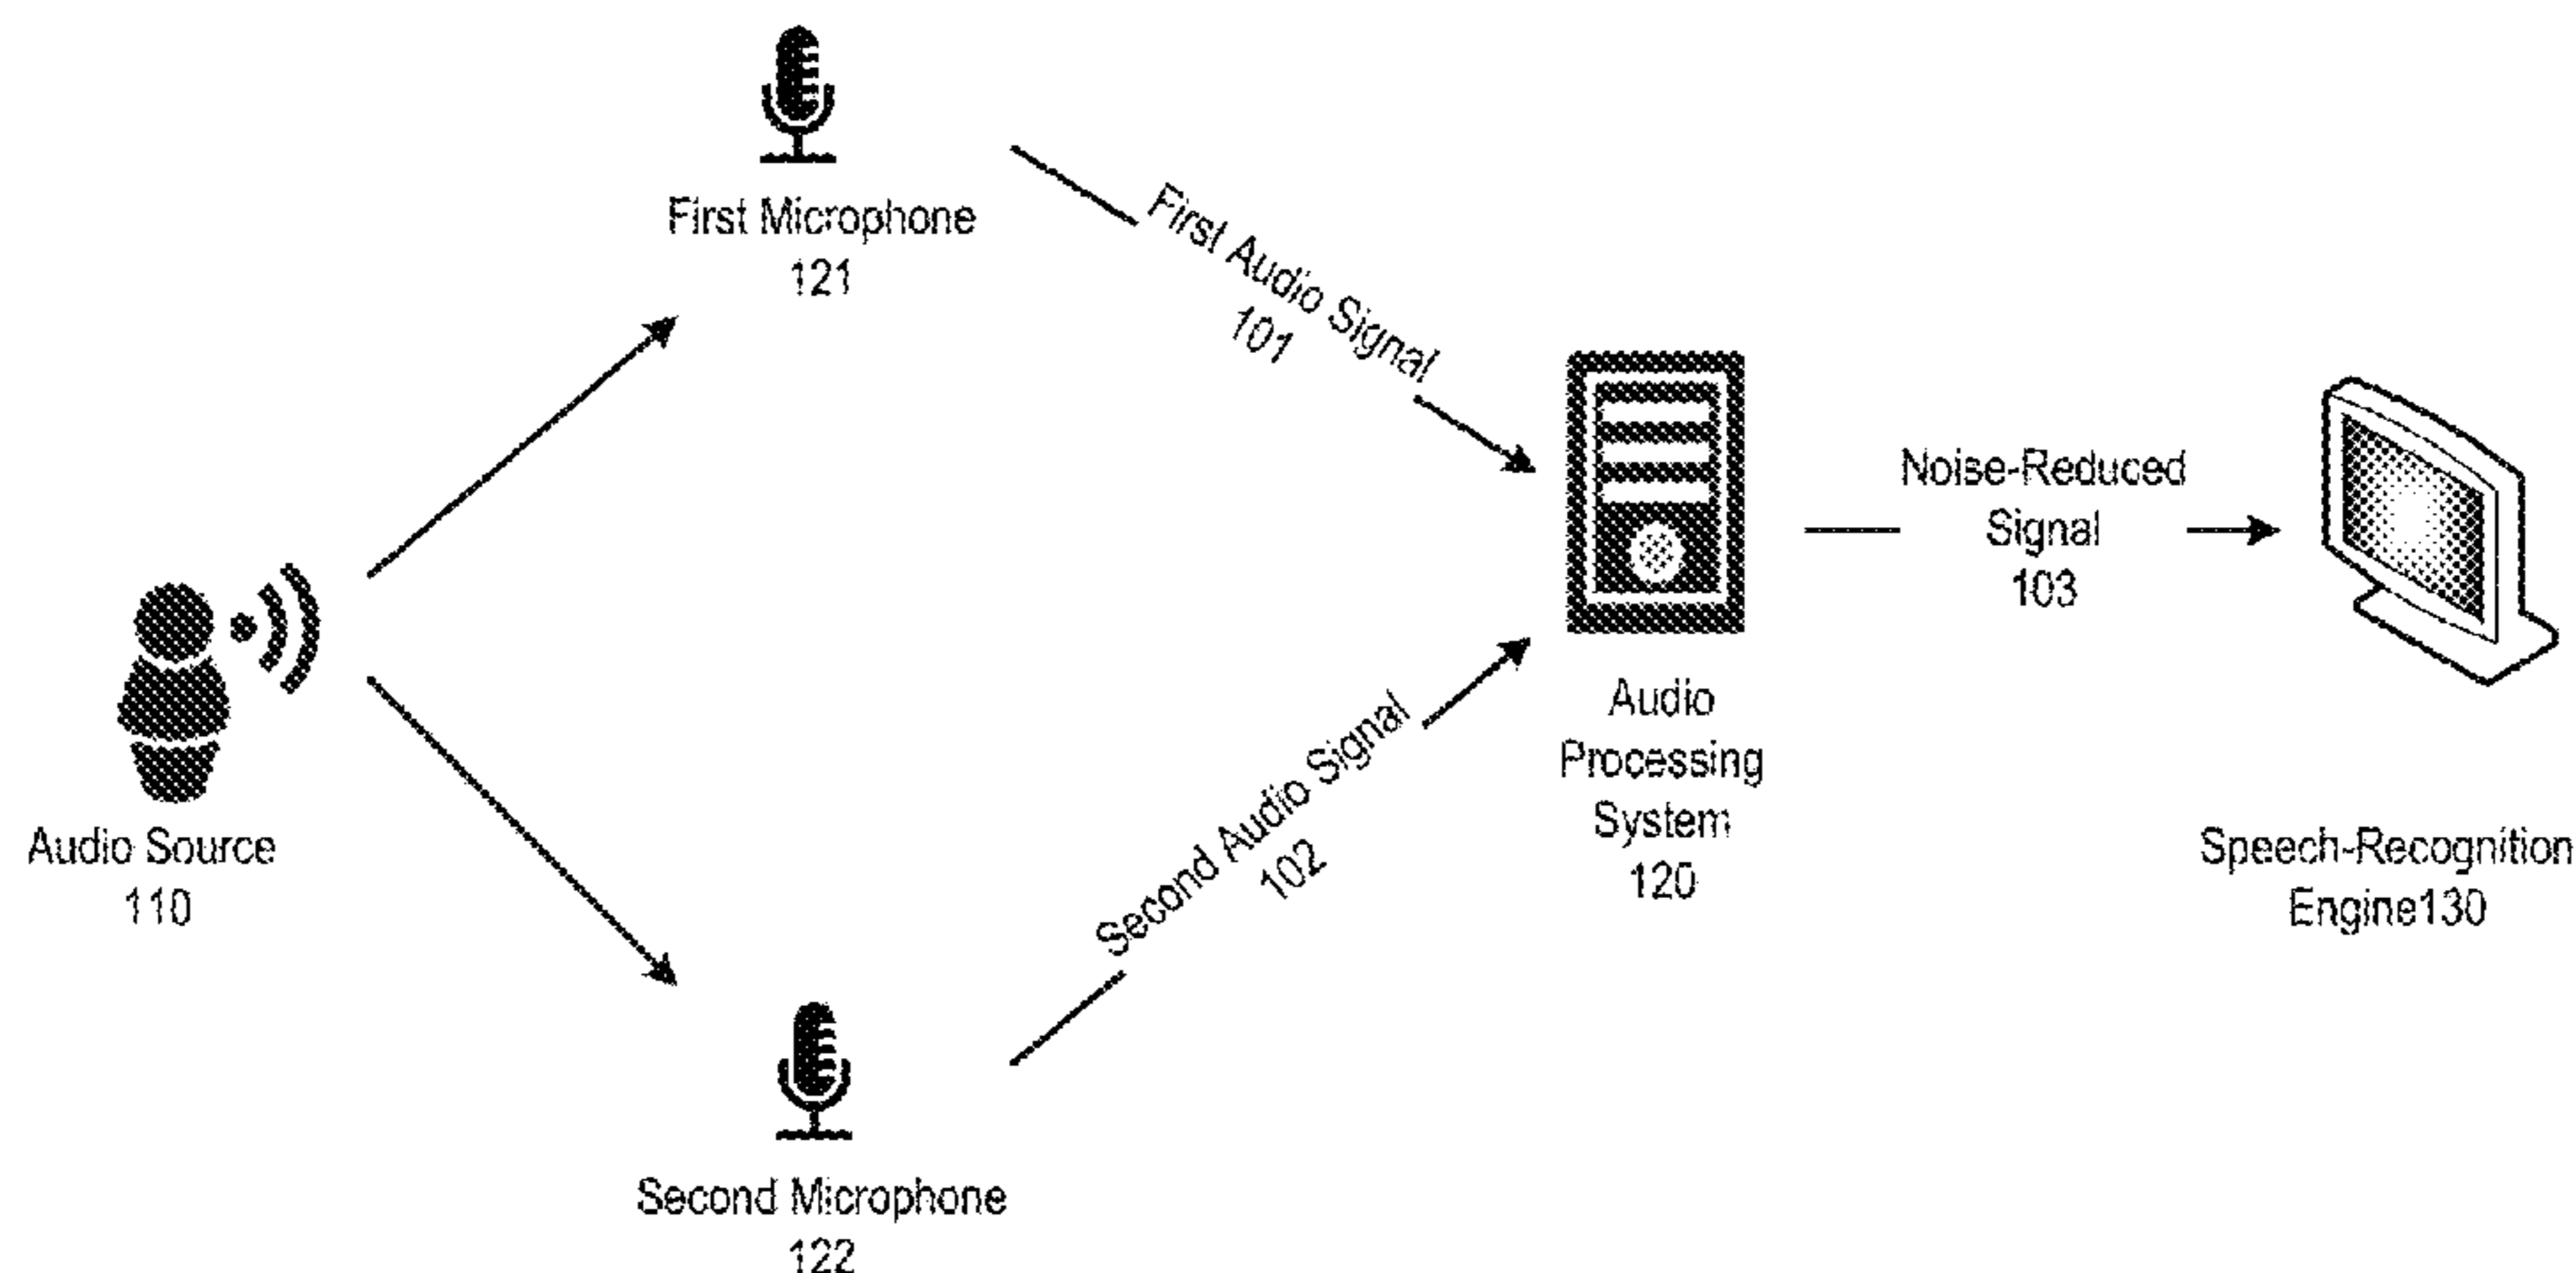 First Microphone
121
First Audio Signal
101
Noise-Reduced
Signal
103
Audio
Processing
System
120
Audio Source
110
Second Audio Signal
102
Speech-Recognition
Engine130
Second Microphone
122